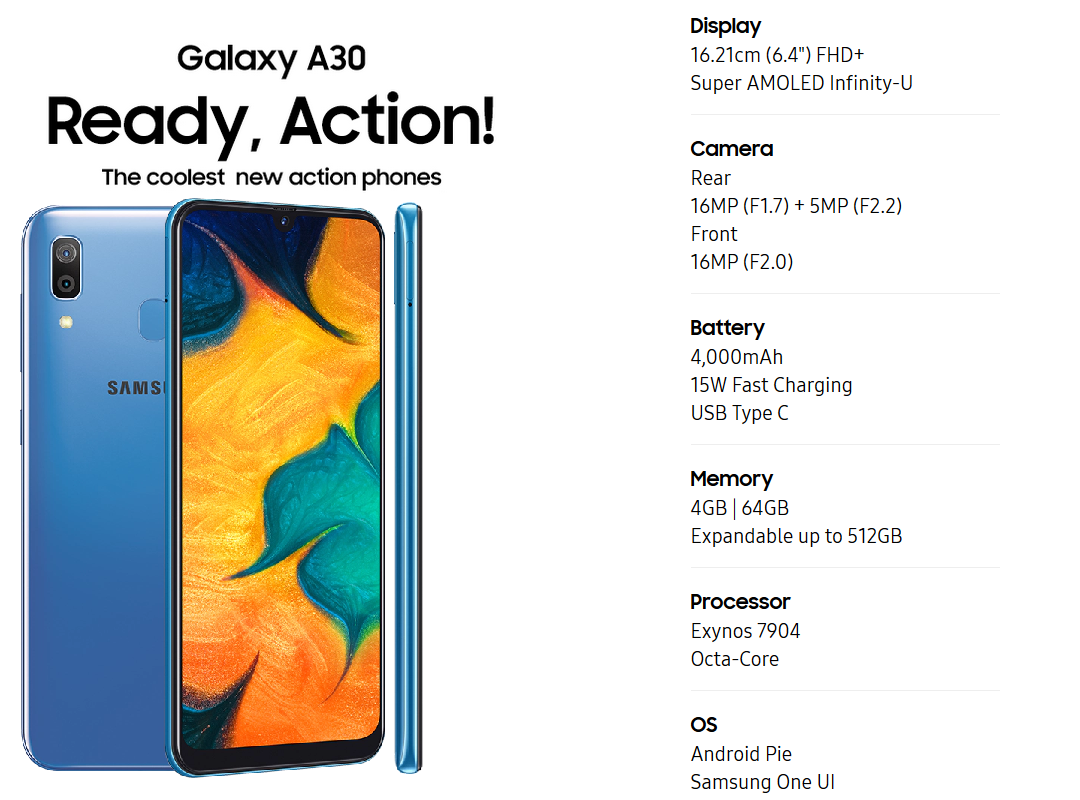 Galaxy A30
Ready, Action!
The coolest new action phones
SAMSU
Display
16.21cm (6.4") FHD+
Super AMOLED Infinity-U
Camera
Rear
16MP (F1.7) + 5MP (F2.2)
Front
16MP (F2.0)
Battery
4,000mAh
15W Fast Charging
USB Type C
Memory
4GB | 64GB
Expandable up to 512GB
Processor
Exynos 7904
Octa-Core
OS
Android Pie
Samsung One UI